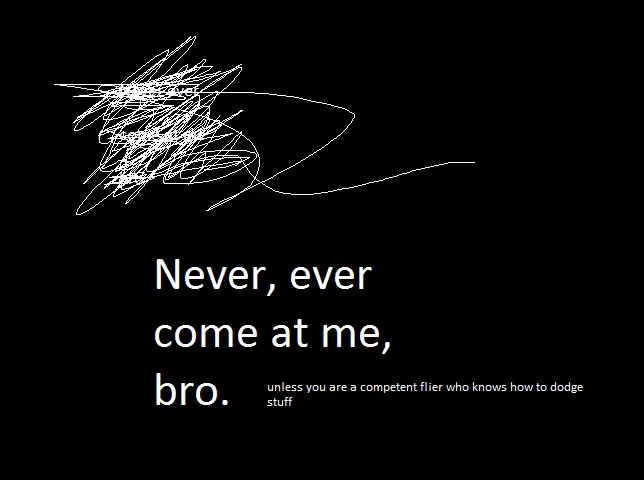 Never, ever
come at me,
bro.
unless you are a competent flier who knows how to dodge
stuff